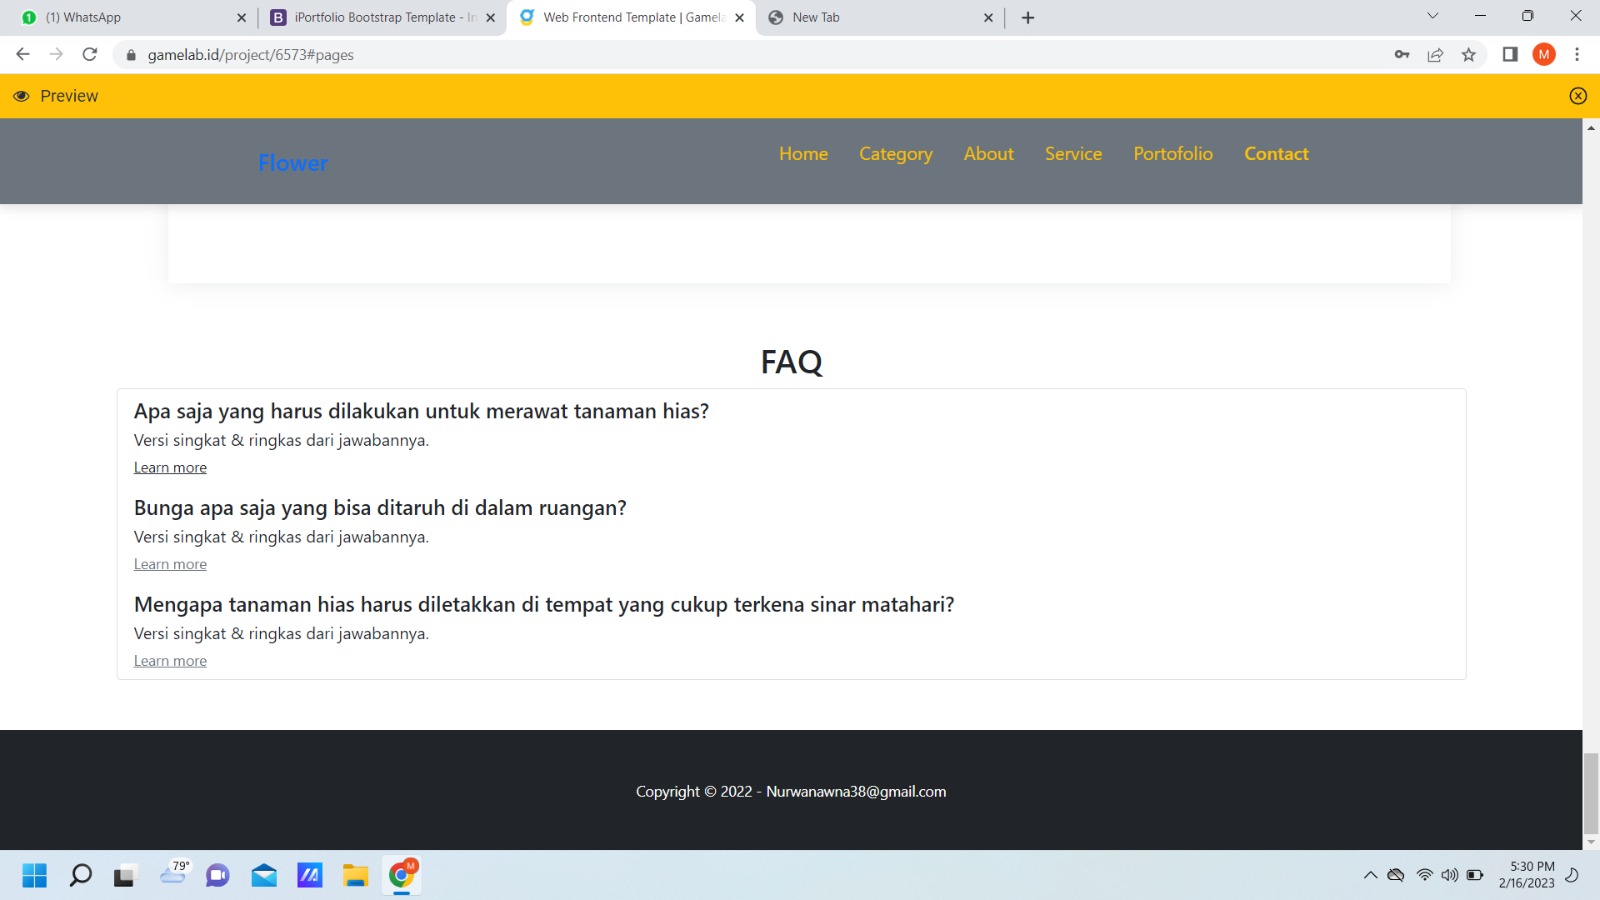 (1) WhatsApp
iPortfolio Bootstrap Template - In
Web Frontend Template | Gamela
New Tab
gamelab.id/project/6573#pages
M
Preview
Flower
Home Category About Service Portofolio Contact
FAQ
Apa saja yang harus dilakukan untuk merawat tanaman hias?
Versi singkat & ringkas dari jawabannya.
Learn more
Bunga apa saja yang bisa ditaruh di dalam ruangan?
Versi singkat & ringkas dari jawabannya.
Learn more
Mengapa tanaman hias harus diletakkan di tempat yang cukup terkena sinar matahari?
Versi singkat & ringkas dari jawabannya.
Learn more
Copyright © 2022 - Nurwanawna38@gmail.com
79°
M
5:30 PM
2/16/2023